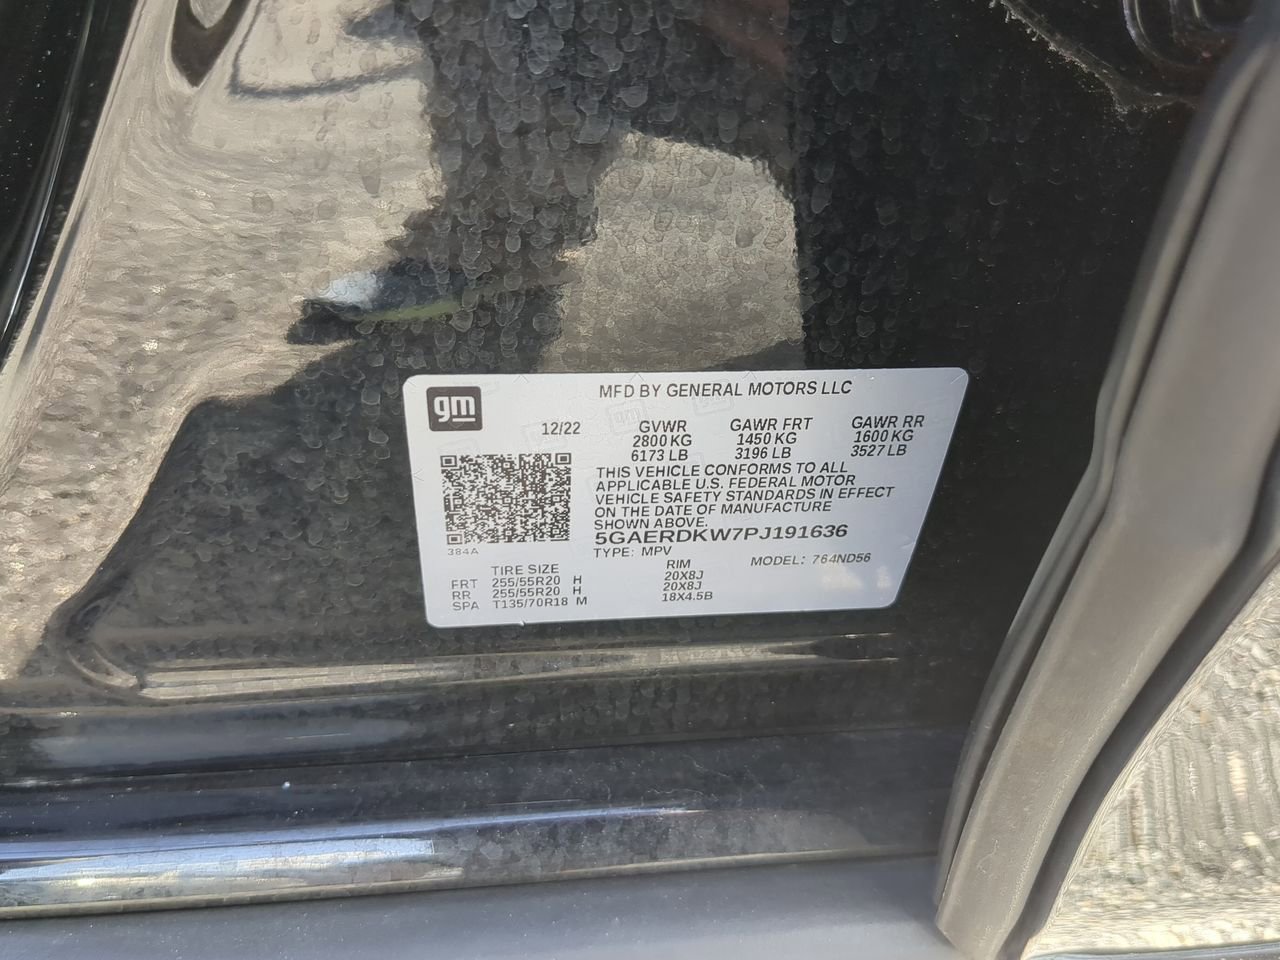 gm
MFD BY GENERAL MOTORS LLC
12/22 GVWR GAWR FRT GAWR RR
2800 KG 1450 KG 1600 KG
6173 LB 3196 LB 3527 LB
THIS VEHICLE CONFORMS TO ALL
APPLICABLE U.S. FEDERAL MOTOR
VEHICLE SAFETY STANDARDS IN EFFECT
ON THE DATE OF MANUFACTURE
SHOWN ABOVE.
5GAERDKW7PJ191636
384A
TYPE: MPV MODEL: 764ND56
TIRE SIZE RIM
FRT 255/55R20 H 20X8J
RR 255/55R20 H 20X8J
SPA T135/70R18 M 18X4.5B